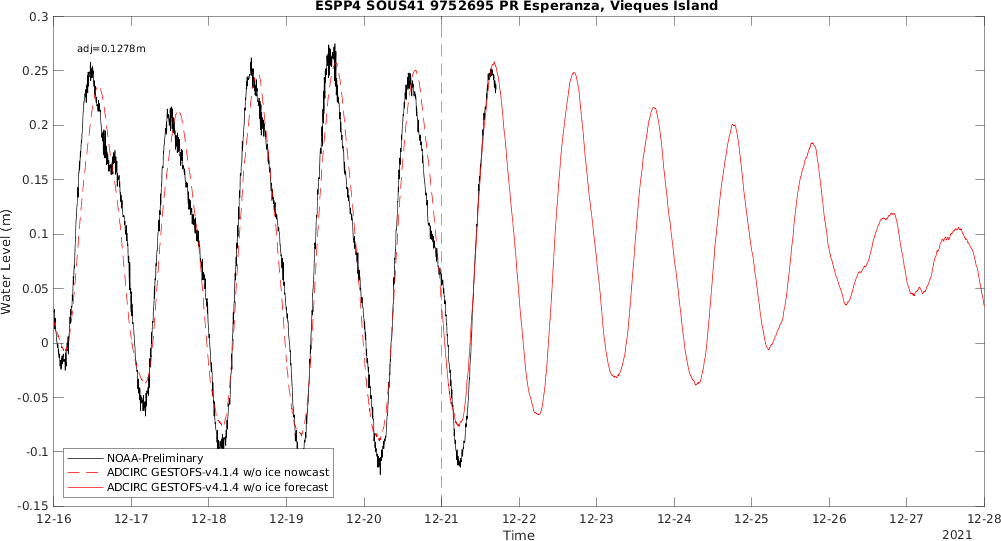 ESPP4 SOUS41 9752695 PR Esperanza, Vieques Island
adj=0.1278m
0.3
0.25
0.2
0.15
0.1
0.05
0
-0.05
-0.1
-0.15
Water Level (m)
NOAA-Preliminary
ADCIRC GESTOFS-v4.1.4 w/o ice nowcast
ADCIRC GESTOFS-v4.1.4 w/o ice forecast
12-16 12-17 12-18 12-19 12-20 12-21 12-22 12-23 12-24 12-25 12-26 12-27 12-28
Time
2021